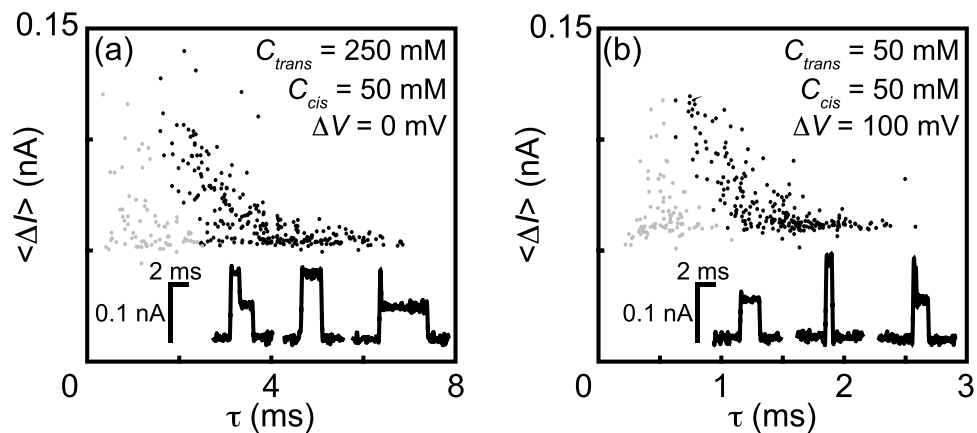 0.15
(a)
C_trans = 250 mM
C_cis = 50 mM
ΔV = 0 mV
<ΔI> (nA)
2 ms
0.1 nA
0 4 8
τ (ms)
0.15
(b)
C_trans = 50 mM
C_cis = 50 mM
ΔV = 100 mV
<ΔI> (nA)
2 ms
0.1 nA
0 1 2 3
τ (ms)